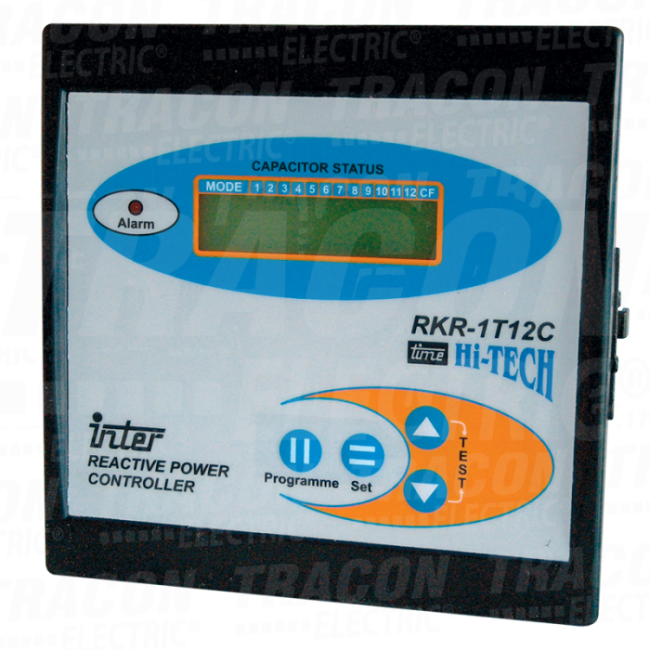 CAPACITOR STATUS
MODE 1 2 3 4 5 6 7 8 9 10 11 12 CF
Alarm
RKR-1T12C
time Hi-TECH
inter
REACTIVE POWER
CONTROLLER
Programme Set
TEST
TRACON
ELECTRIC®